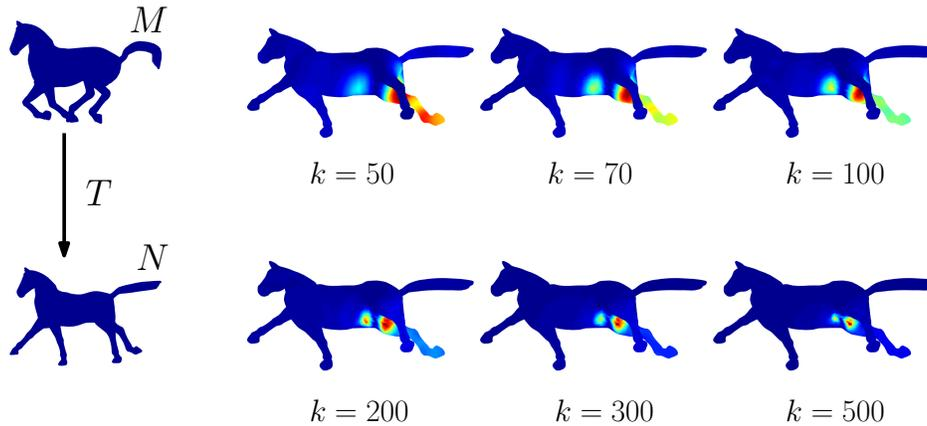 M
T
N
k = 50
k = 70
k = 100
k = 200
k = 300
k = 500